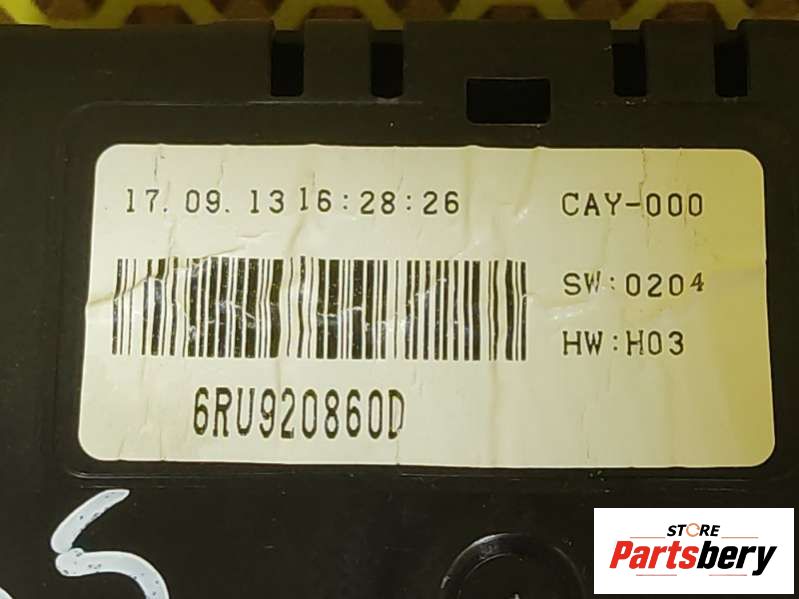 17. 09. 13 16:28:26 CAY-000
SW:0204
HW:H03
6RU920860D
STORE
Partsbery